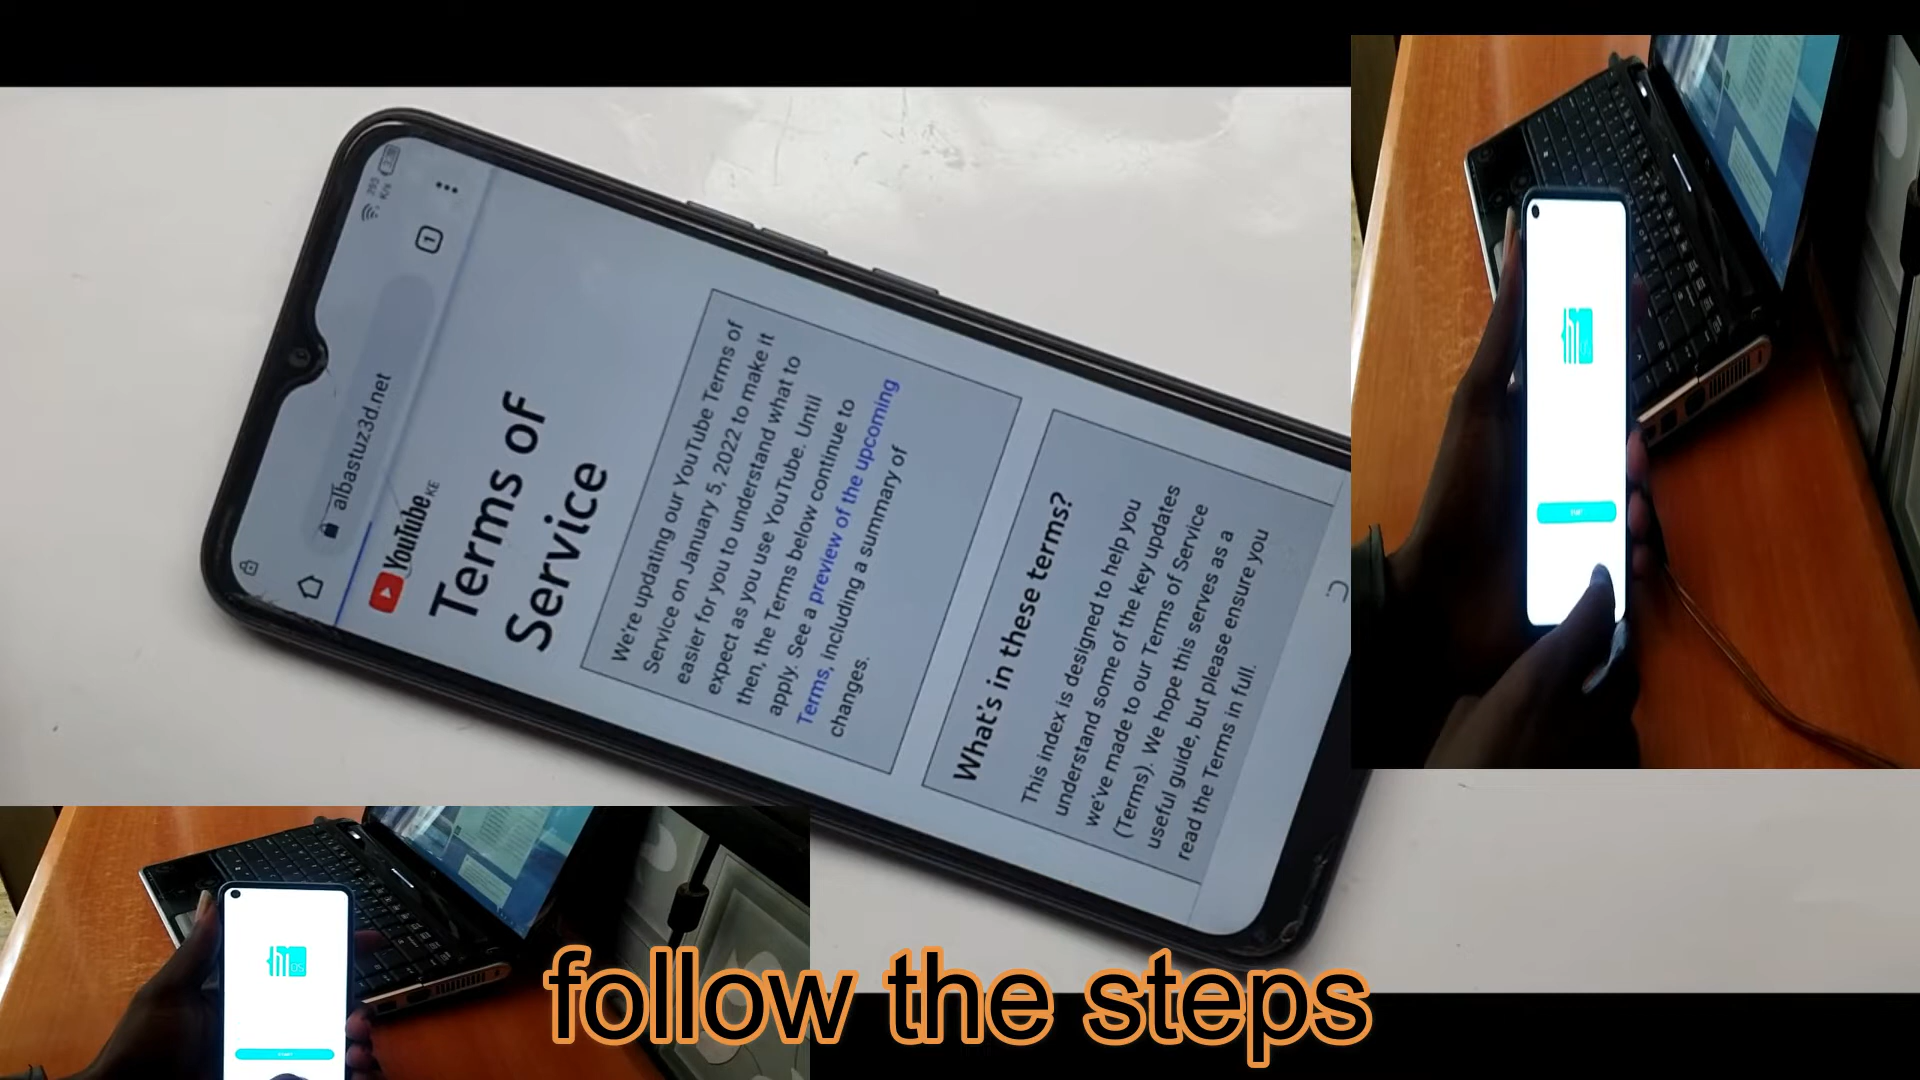 393
K/s
1
albastuz3d.net
YouTube KE
Terms of
Service
We're updating our YouTube Terms of
Service on January 5, 2022 to make it
easier for you to understand what to
expect as you use YouTube. Until
then, the Terms below continue to
apply. See a preview of the upcoming
Terms, including a summary of
changes.
What's in these terms?
This index is designed to help you
understand some of the key updates
we've made to our Terms of Service
(Terms). We hope this serves as a
useful guide, but please ensure you
read the Terms in full.
START
hi
OS
follow the steps